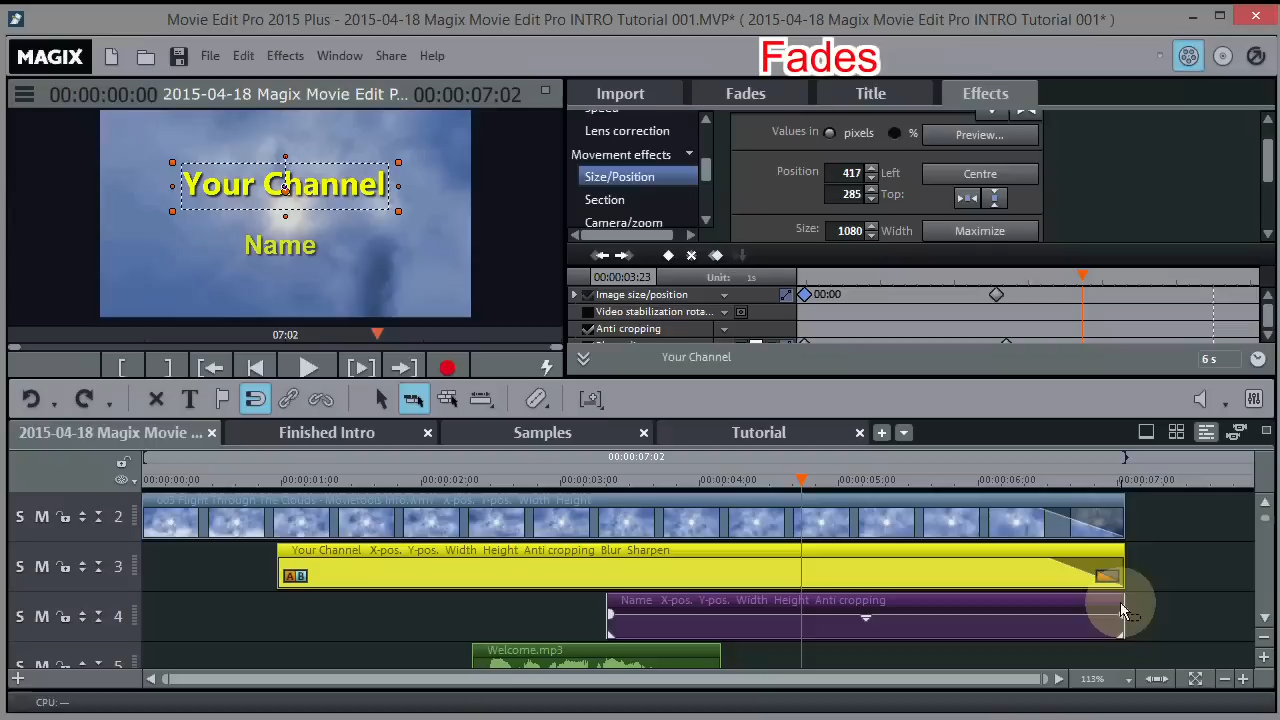 Movie Edit Pro 2015 Plus - 2015-04-18 Magix Movie Edit Pro INTRO Tutorial 001.MVP* ( 2015-04-18 Magix Movie Edit Pro INTRO Tutorial 001* )
MAGIX File Edit Effects Window Share Help
Fades
00:00:00:00 2015-04-18 Magix Movie Edit P... 00:00:07:02
Import Fades Title Effects
Speed
Lens correction
Movement effects
Size/Position
Section
Camera/zoom
Values in pixels % Preview...
Position 417 Left Centre
285 Top:
Size: 1080 Width Maximize
Your Channel
Name
07:02
00:00:03:23 Unit: 1s
Image size/position 00:00
Video stabilization rota...
Anti cropping
Your Channel 6 s
2015-04-18 Magix Movie ... Finished Intro Samples Tutorial
00:00:07:02
00:00:00:00 00:00:01:00 00:00:02:00 00:00:03:00 00:00:04:00 00:00:05:00 00:00:06:00 00:00:07:00
S M 2 003 Flight Through The Clouds - Movietools Intro.wmv X-pos. Y-pos. Width Height
S M 3 Your Channel X-pos. Y-pos. Width Height Anti cropping Blur Sharpen
AB
S M 4 Name X-pos. Y-pos. Width Height Anti cropping
S M 5 Welcome.mp3
113%
CPU: —